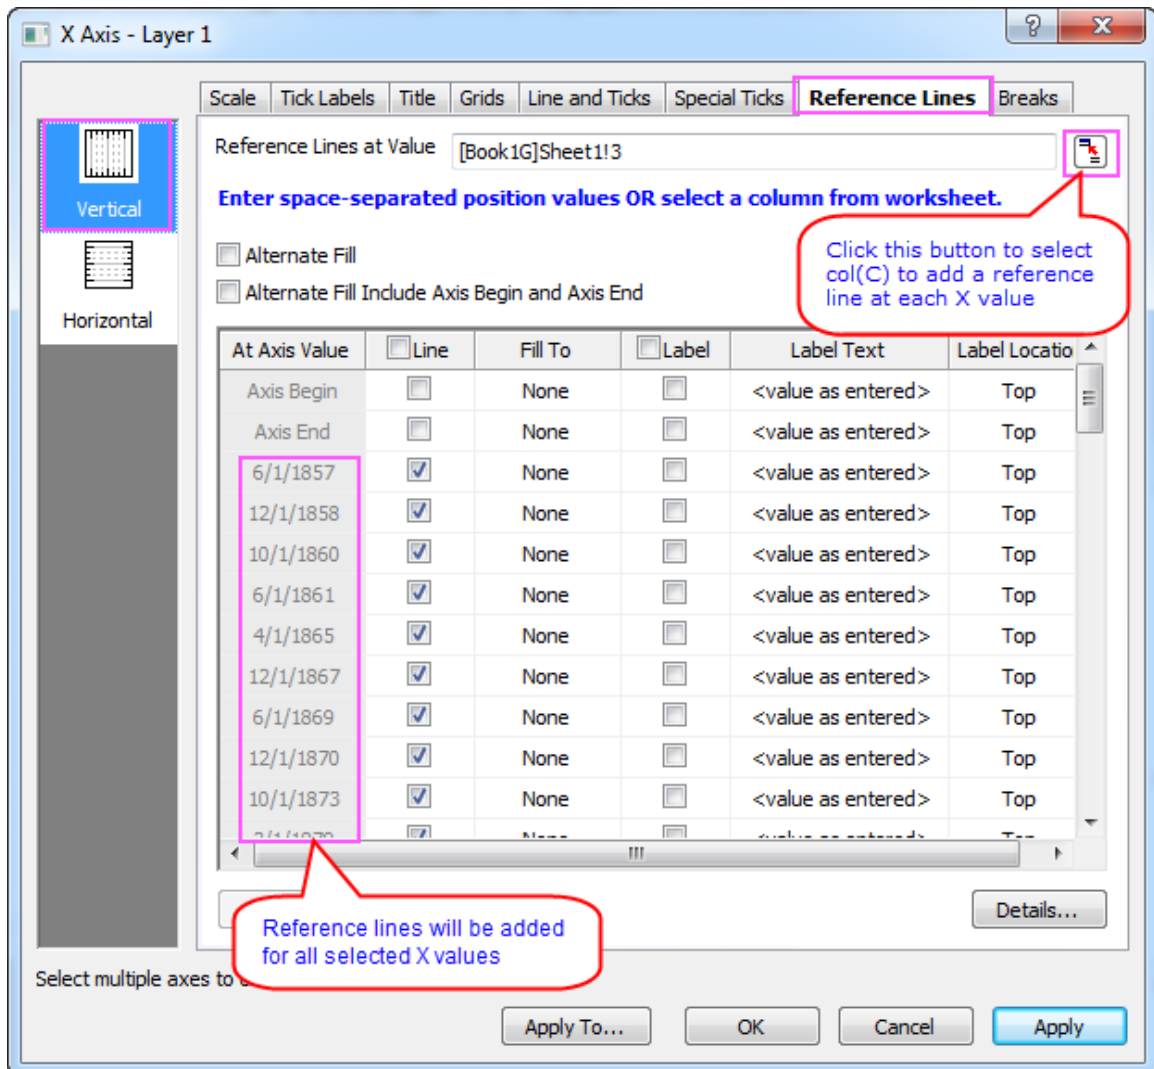 X Axis - Layer 1
Scale Tick Labels Title Grids Line and Ticks Special Ticks Reference Lines Breaks
Vertical
Horizontal
Reference Lines at Value [Book1G]Sheet1!3
Enter space-separated position values OR select a column from worksheet.
Click this button to select
col(C) to add a reference
line at each X value
Alternate Fill
Alternate Fill Include Axis Begin and Axis End
At Axis Value Line Fill To Label Label Text Label Locatio
Axis Begin None <value as entered> Top
Axis End None <value as entered> Top
6/1/1857 None <value as entered> Top
12/1/1858 None <value as entered> Top
10/1/1860 None <value as entered> Top
6/1/1861 None <value as entered> Top
4/1/1865 None <value as entered> Top
12/1/1867 None <value as entered> Top
6/1/1869 None <value as entered> Top
12/1/1870 None <value as entered> Top
10/1/1873 None <value as entered> Top
Reference lines will be added
for all selected X values
Details...
Select multiple axes to
Apply To... OK Cancel Apply